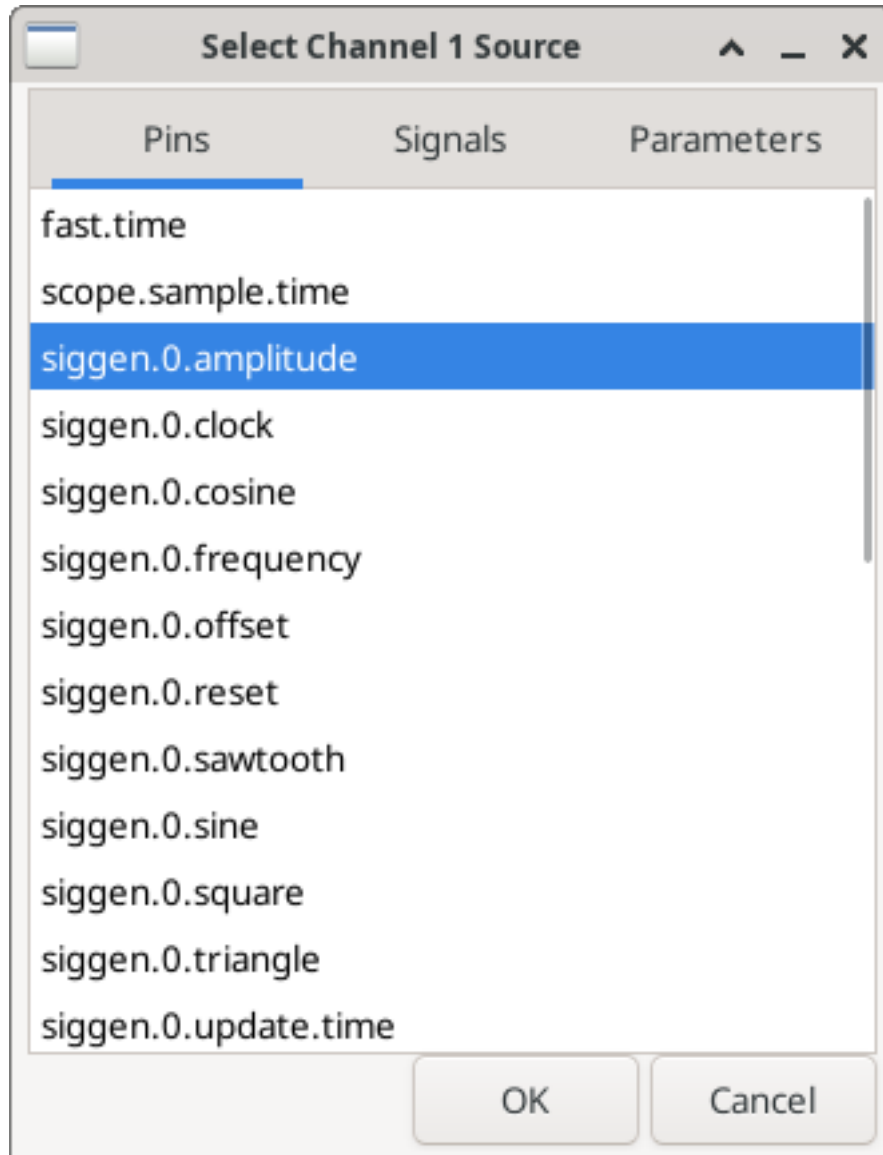 Select Channel 1 Source
Pins Signals Parameters
fast.time
scope.sample.time
siggen.0.amplitude
siggen.0.clock
siggen.0.cosine
siggen.0.frequency
siggen.0.offset
siggen.0.reset
siggen.0.sawtooth
siggen.0.sine
siggen.0.square
siggen.0.triangle
siggen.0.update.time
OK Cancel